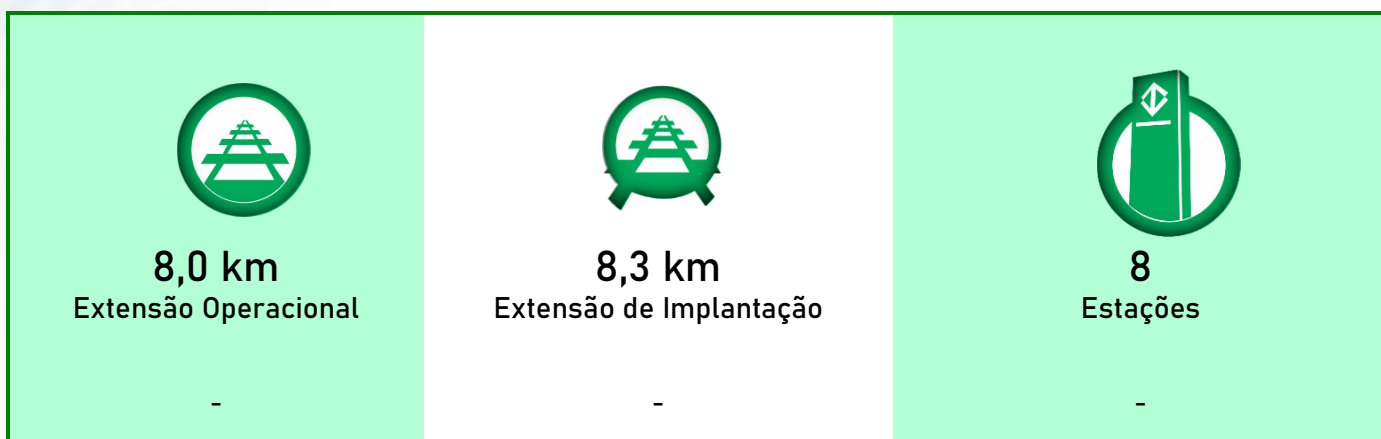 8,0 km
Extensão Operacional
-
8,3 km
Extensão de Implantação
-
8
Estações
-